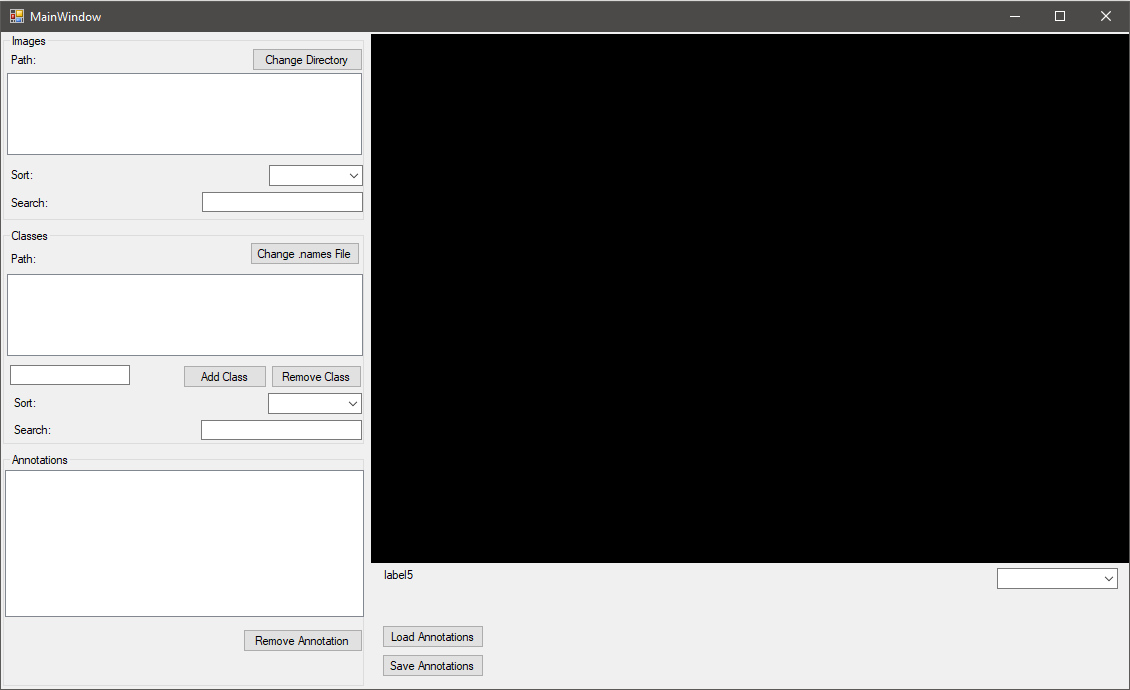 MainWindow
Images
Path:
Change Directory
Sort:
Search:
Classes
Path:
Change .names File
Add Class
Remove Class
Sort:
Search:
Annotations
Remove Annotation
label5
Load Annotations
Save Annotations